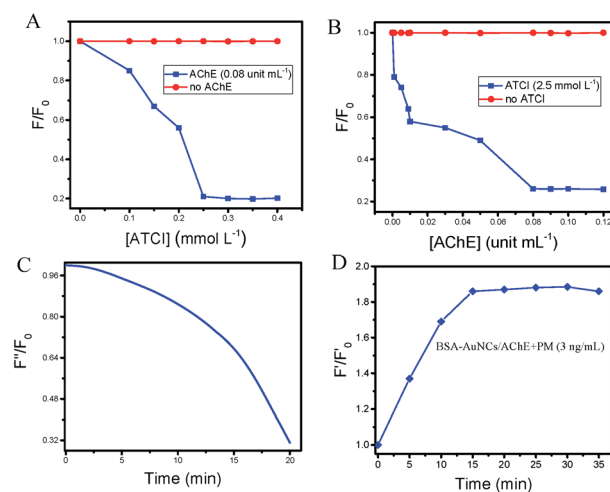 A
F/F0
1.0
0.8
0.6
0.4
0.2
AChE (0.08 unit mL⁻¹)
no AChE
0.0 0.1 0.2 0.3 0.4
[ATCl] (mmol L⁻¹)
B
F/F0
1.0
0.8
0.6
0.4
0.2
ATCl (2.5 mmol L⁻¹)
no ATCl
0.00 0.02 0.04 0.06 0.08 0.10 0.12
[AChE] (unit mL⁻¹)
C
F''/F0
0.96
0.80
0.64
0.48
0.32
0 5 10 15 20
Time (min)
D
F'/F'0
2.0
1.8
1.6
1.4
1.2
1.0
BSA-AuNCs/AChE+PM (3 ng/mL)
0 5 10 15 20 25 30 35
Time (min)